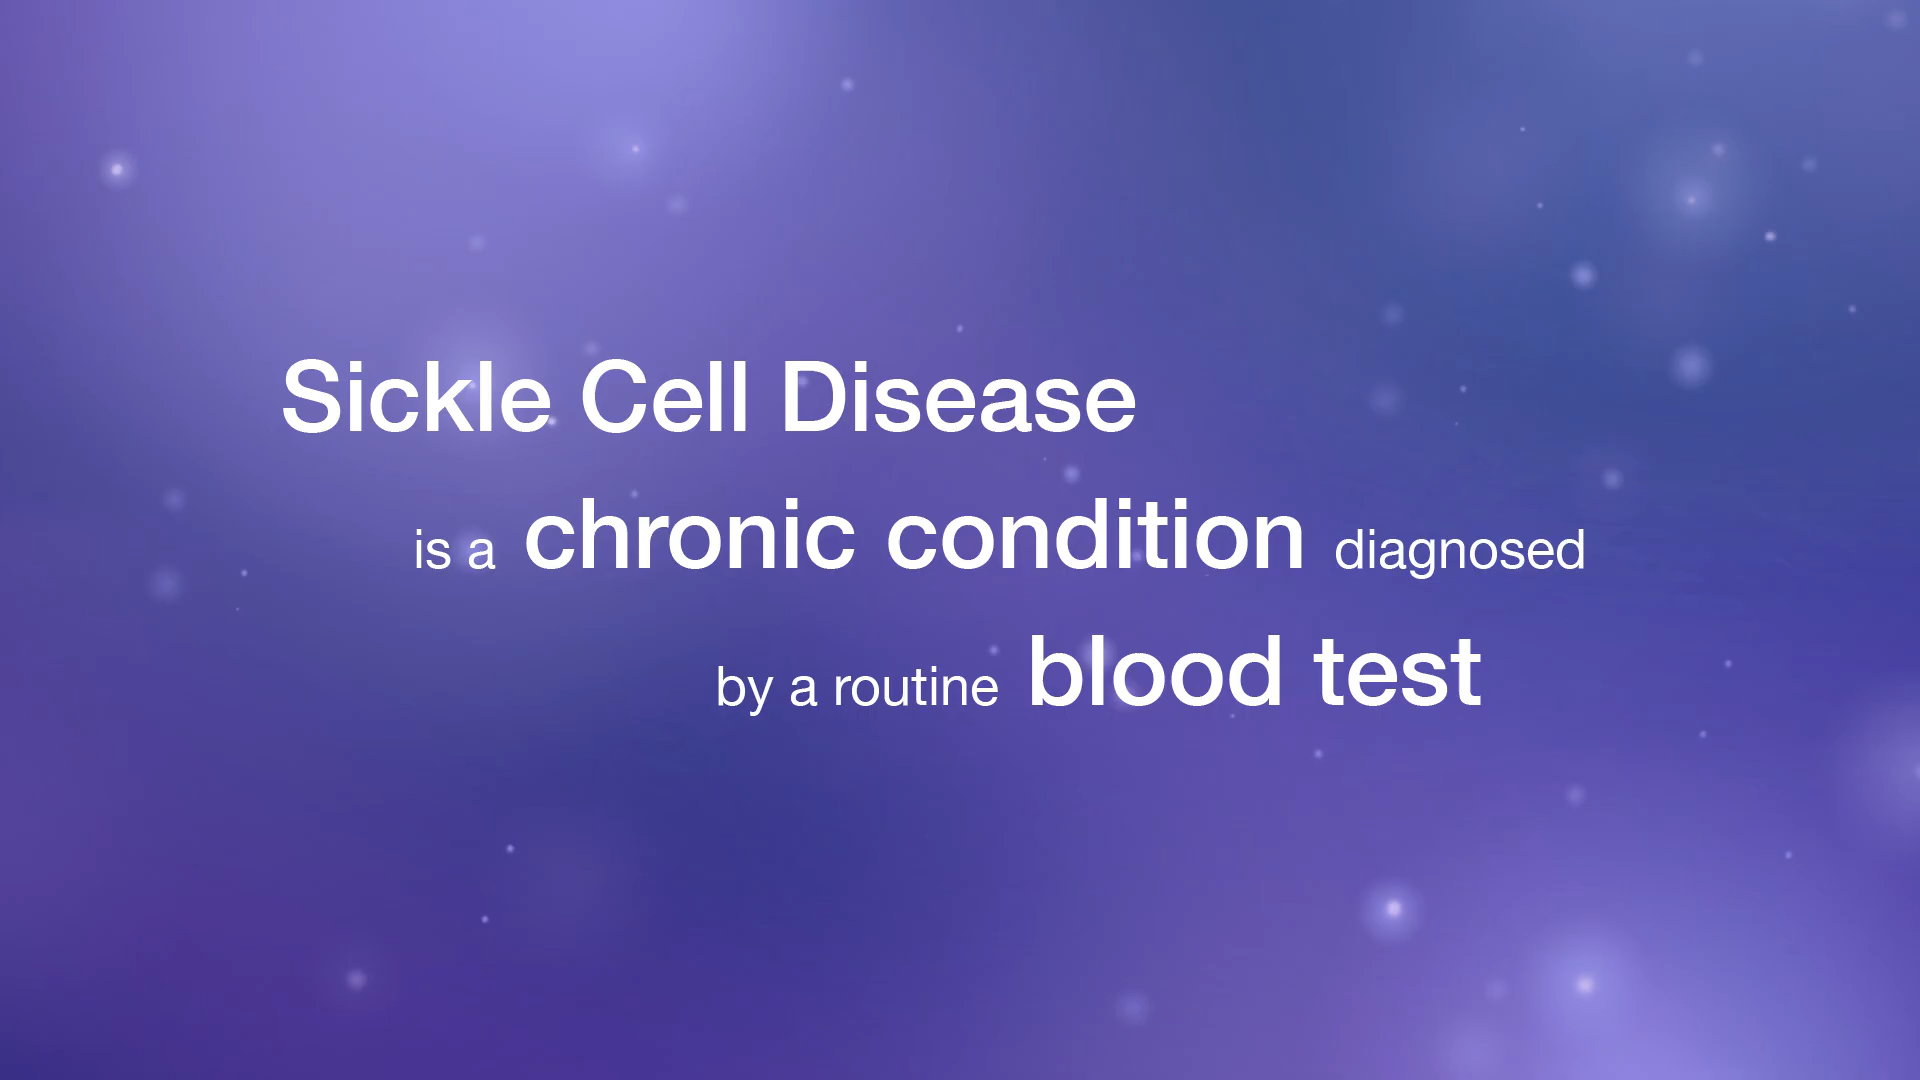 Sickle Cell Disease
is a chronic condition diagnosed
by a routine blood test